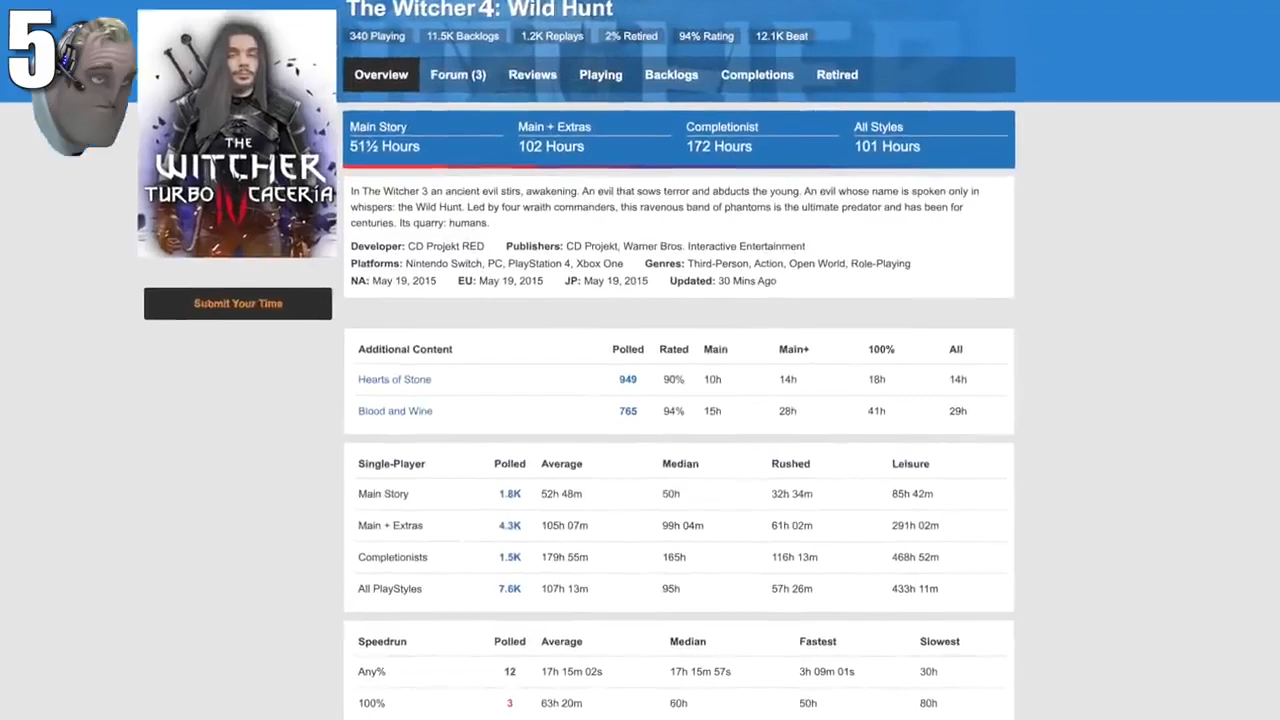 5
The Witcher 4: Wild Hunt
340 Playing 11.5K Backlogs 1.2K Replays 2% Retired 94% Rating 12.1K Beat
Overview Forum (3) Reviews Playing Backlogs Completions Retired
Main Story Main + Extras Completionist All Styles
51½ Hours 102 Hours 172 Hours 101 Hours
THE
WITCHER
TURBO IV CACERÍA
Submit Your Time
In The Witcher 3 an ancient evil stirs, awakening. An evil that sows terror and abducts the young. An evil whose name is spoken only in
whispers: the Wild Hunt. Led by four wraith commanders, this ravenous band of phantoms is the ultimate predator and has been for
centuries. Its quarry: humans.
Developer: CD Projekt RED Publishers: CD Projekt, Warner Bros. Interactive Entertainment
Platforms: Nintendo Switch, PC, PlayStation 4, Xbox One Genres: Third-Person, Action, Open World, Role-Playing
NA: May 19, 2015 EU: May 19, 2015 JP: May 19, 2015 Updated: 30 Mins Ago
Additional Content Polled Rated Main Main+ 100% All
Hearts of Stone 949 90% 10h 14h 18h 14h
Blood and Wine 765 94% 15h 28h 41h 29h
Single-Player Polled Average Median Rushed Leisure
Main Story 1.8K 52h 48m 50h 32h 34m 85h 42m
Main + Extras 4.3K 105h 07m 99h 04m 61h 02m 291h 02m
Completionists 1.5K 179h 55m 165h 116h 13m 468h 52m
All PlayStyles 7.6K 107h 13m 95h 57h 26m 433h 11m
Speedrun Polled Average Median Fastest Slowest
Any% 12 17h 15m 02s 17h 15m 57s 3h 09m 01s 30h
100% 3 63h 20m 60h 50h 80h